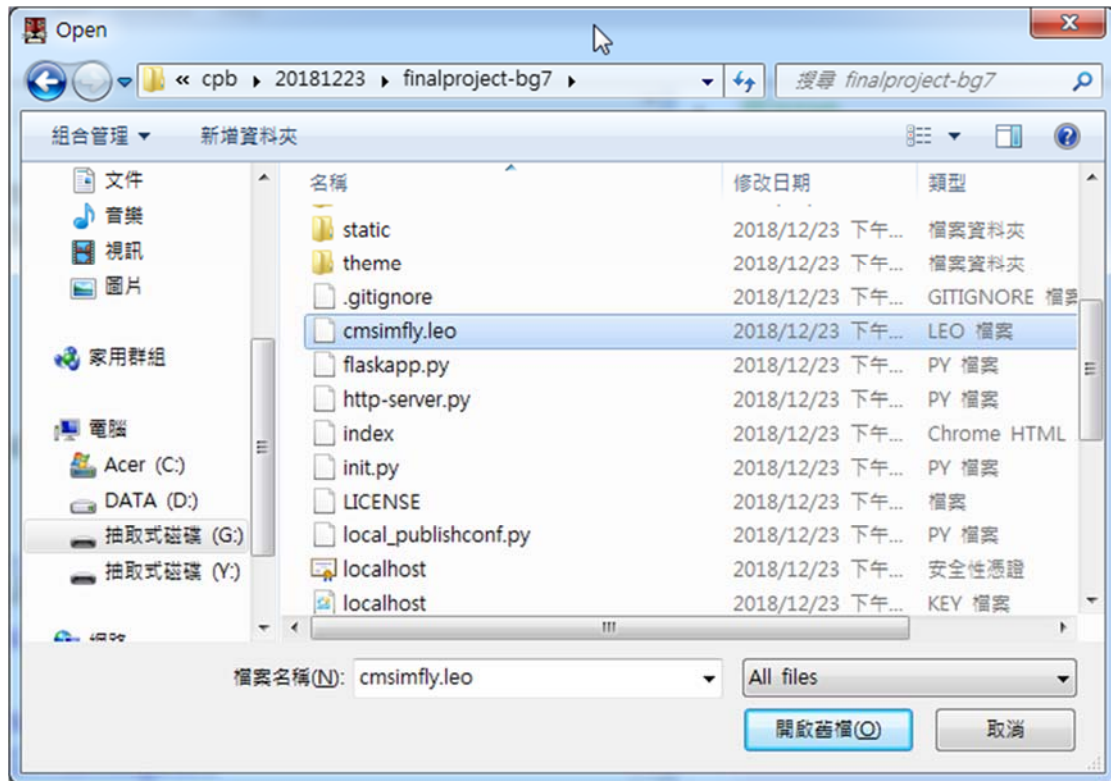 Open
« cpb ▸ 20181223 ▸ finalproject-bg7 ▸
搜尋 finalproject-bg7
組合管理 ▼ 新增資料夾
文件
音樂
視訊
圖片
家用群組
電腦
Acer (C:)
DATA (D:)
抽取式磁碟 (G:)
抽取式磁碟 (Y:)
名稱 修改日期 類型
static 2018/12/23 下午... 檔案資料夾
theme 2018/12/23 下午... 檔案資料夾
.gitignore 2018/12/23 下午... GITIGNORE 檔案
cmsimfly.leo 2018/12/23 下午... LEO 檔案
flaskapp.py 2018/12/23 下午... PY 檔案
http-server.py 2018/12/23 下午... PY 檔案
index 2018/12/23 下午... Chrome HTML
init.py 2018/12/23 下午... PY 檔案
LICENSE 2018/12/23 下午... 檔案
local_publishconf.py 2018/12/23 下午... PY 檔案
localhost 2018/12/23 下午... 安全性憑證
localhost 2018/12/23 下午... KEY 檔案
檔案名稱(N): cmsimfly.leo All files
開啟舊檔(O) 取消